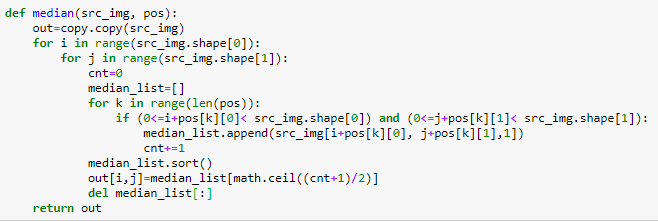 def median(src_img, pos):
    out=copy.copy(src_img)
    for i in range(src_img.shape[0]):
        for j in range(src_img.shape[1]):
            cnt=0
            median_list=[]
            for k in range(len(pos)):
                if (0<=i+pos[k][0]< src_img.shape[0]) and (0<=j+pos[k][1]< src_img.shape[1]):
                    median_list.append(src_img[i+pos[k][0], j+pos[k][1],1])
                    cnt+=1
            median_list.sort()
            out[i,j]=median_list[math.ceil((cnt+1)/2)]
            del median_list[:]
    return out